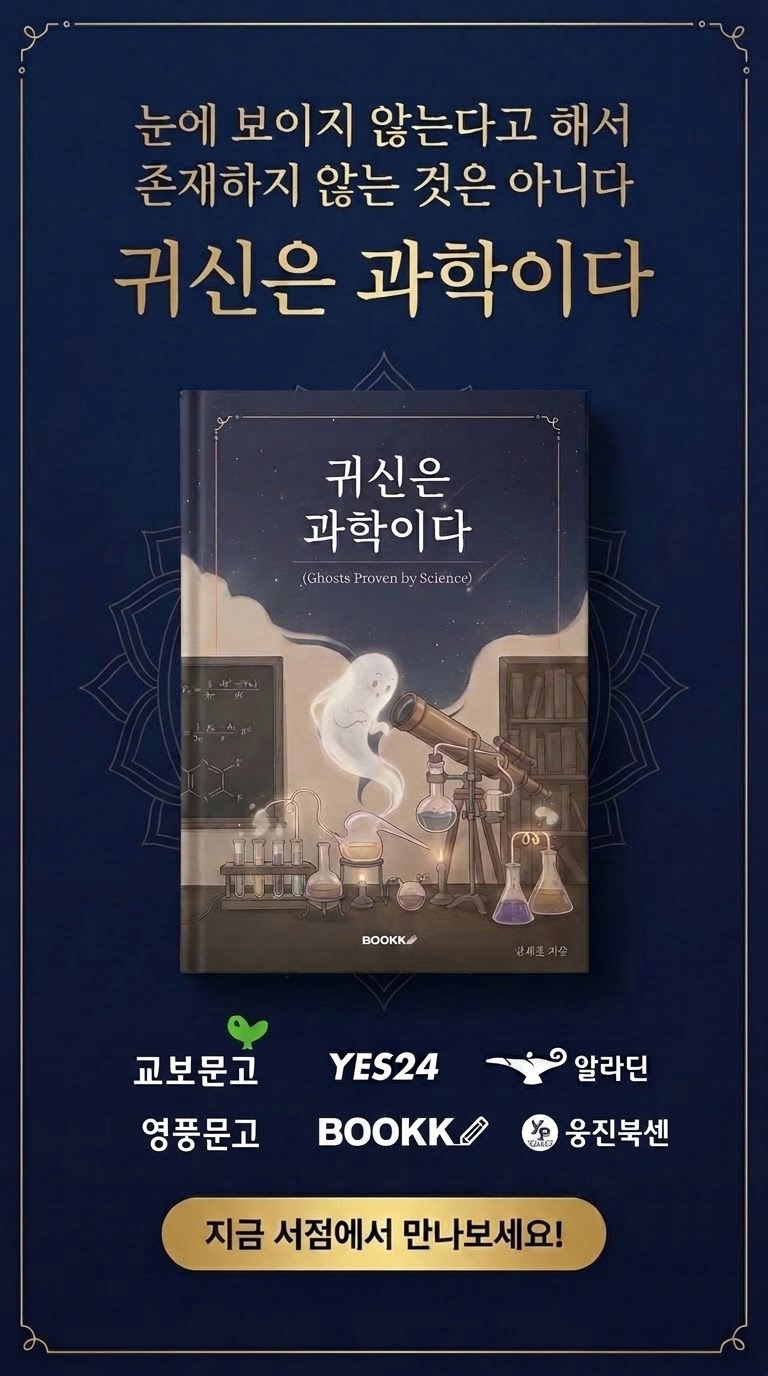 눈에 보이지 않는다고 해서
존재하지 않는 것은 아니다
귀신은 과학이다
귀신은
과학이다
(Ghosts Proven by Science)
BOOKK
교보문고
YES24
알라딘
영풍문고
BOOKK
웅진북센
지금 서점에서 만나보세요!